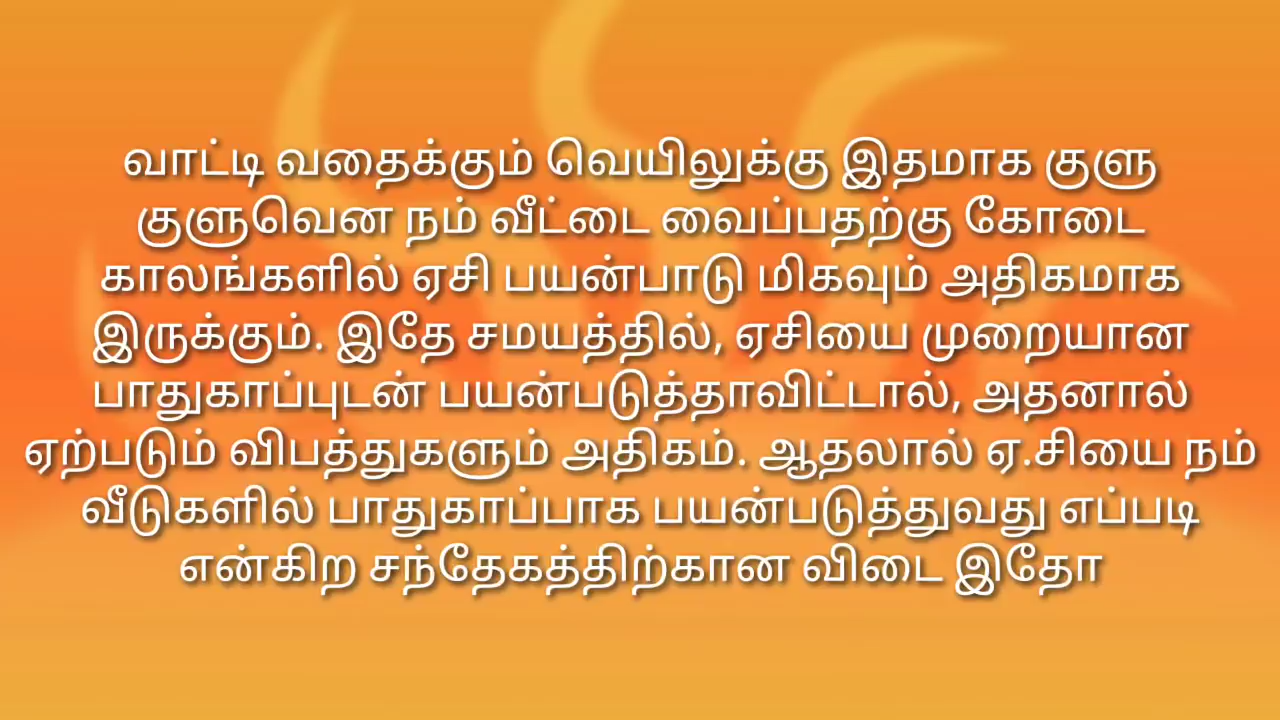 வாட்டி வதைக்கும் வெயிலுக்கு இதமாக குளு
குளுவென நம் வீட்டை வைப்பதற்கு கோடை
காலங்களில் ஏசி பயன்பாடு மிகவும் அதிகமாக
இருக்கும். இதே சமயத்தில், ஏசியை முறையான
பாதுகாப்புடன் பயன்படுத்தாவிட்டால், அதனால்
ஏற்படும் விபத்துகளும் அதிகம். ஆதலால் ஏ.சியை நம்
வீடுகளில் பாதுகாப்பாக பயன்படுத்துவது எப்படி
என்கிற சந்தேகத்திற்கான விடை இதோ